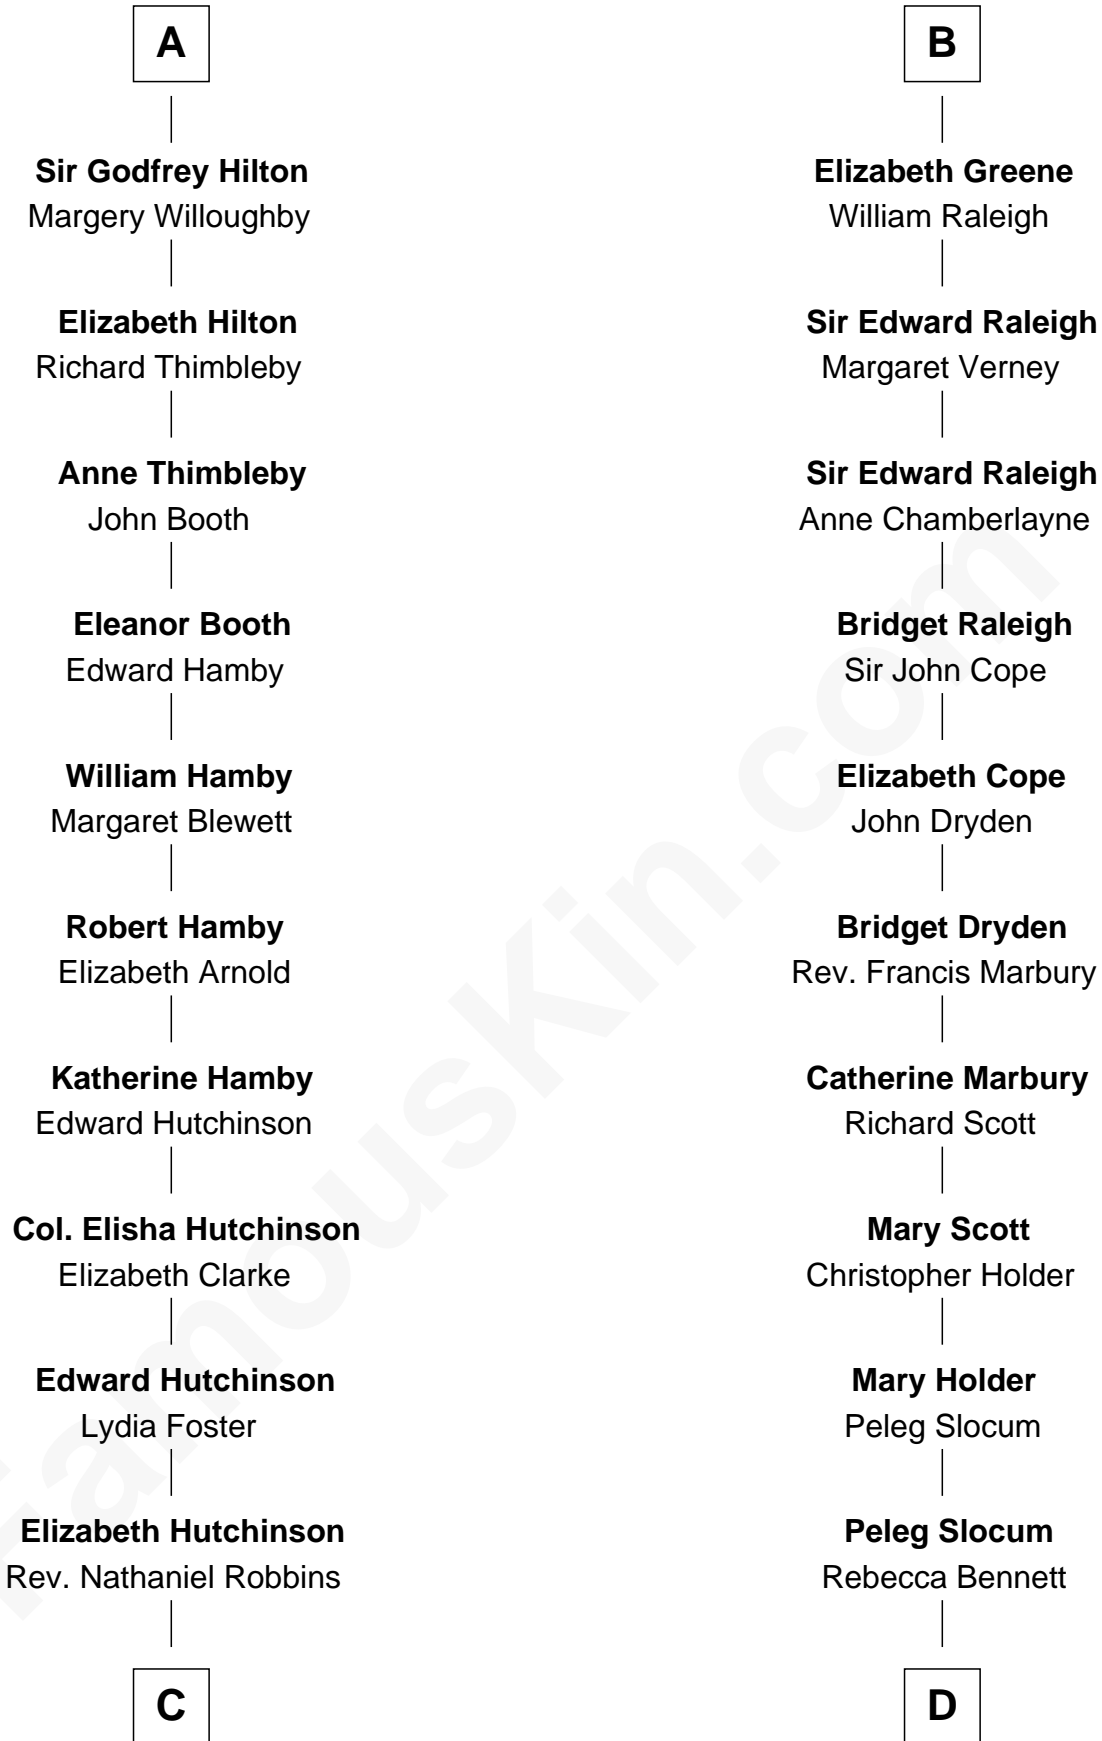 A
Sir Godfrey Hilton
Margery Willoughby
Elizabeth Hilton
Richard Thimbleby
Anne Thimbleby
John Booth
Eleanor Booth
Edward Hamby
William Hamby
Margaret Blewett
Robert Hamby
Elizabeth Arnold
Katherine Hamby
Edward Hutchinson
Col. Elisha Hutchinson
Elizabeth Clarke
Edward Hutchinson
Lydia Foster
Elizabeth Hutchinson
Rev. Nathaniel Robbins
C
B
Elizabeth Greene
William Raleigh
Sir Edward Raleigh
Margaret Verney
Sir Edward Raleigh
Anne Chamberlayne
Bridget Raleigh
Sir John Cope
Elizabeth Cope
John Dryden
Bridget Dryden
Rev. Francis Marbury
Catherine Marbury
Richard Scott
Mary Scott
Christopher Holder
Mary Holder
Peleg Slocum
Peleg Slocum
Rebecca Bennett
D
FamousKin.com